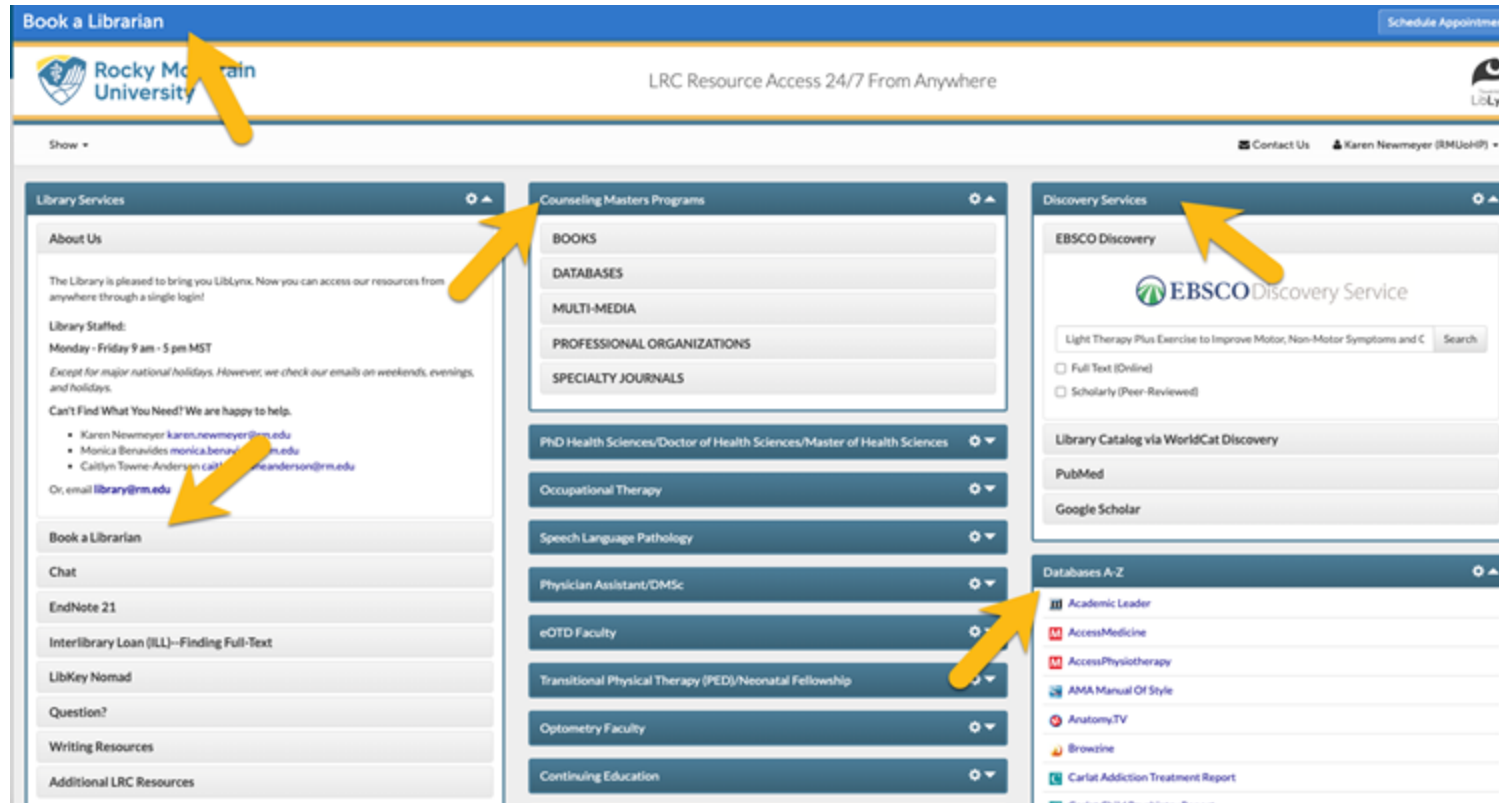 Book a Librarian
Schedule Appointmen
Rocky Mountain
University
LRC Resource Access 24/7 From Anywhere
LibLy
Show
Contact Us
Karen Newmeyer (RMUoHP)
Library Services
About Us
The Library is pleased to bring you LibLynx. Now you can access our resources from
anywhere through a single login!
Library Staffed:
Monday - Friday 9 am - 5 pm MST
Except for major national holidays. However, we check our emails on weekends, evenings,
and holidays.
Can't Find What You Need? We are happy to help.
Karen Newmeyer karen.newmeyer@rm.edu
Monica Benavides
Caitlyn Towne-Anderson
Or, email library@rm.edu
Book a Librarian
Chat
EndNote 21
Interlibrary Loan (ILL)--Finding Full-Text
LibKey Nomad
Question?
Writing Resources
Additional LRC Resources
Counseling Masters Programs
BOOKS
DATABASES
MULTI-MEDIA
PROFESSIONAL ORGANIZATIONS
SPECIALTY JOURNALS
PhD Health Sciences/Doctor of Health Sciences/Master of Health Sciences
Occupational Therapy
Speech Language Pathology
Physician Assistant/DMSc
eOTD Faculty
Transitional Physical Therapy (PED)/Neonatal Fellowship
Optometry Faculty
Continuing Education
Discovery Services
EBSCO Discovery
EBSCO Discovery Service
Light Therapy Plus Exercise to Improve Motor, Non-Motor Symptoms and C
Search
Full Text (Online)
Scholarly (Peer-Reviewed)
Library Catalog via WorldCat Discovery
PubMed
Google Scholar
Databases A-Z
Academic Leader
AccessMedicine
AccessPhysiotherapy
AMA Manual Of Style
Anatomy.TV
Browzine
Carlat Addiction Treatment Report